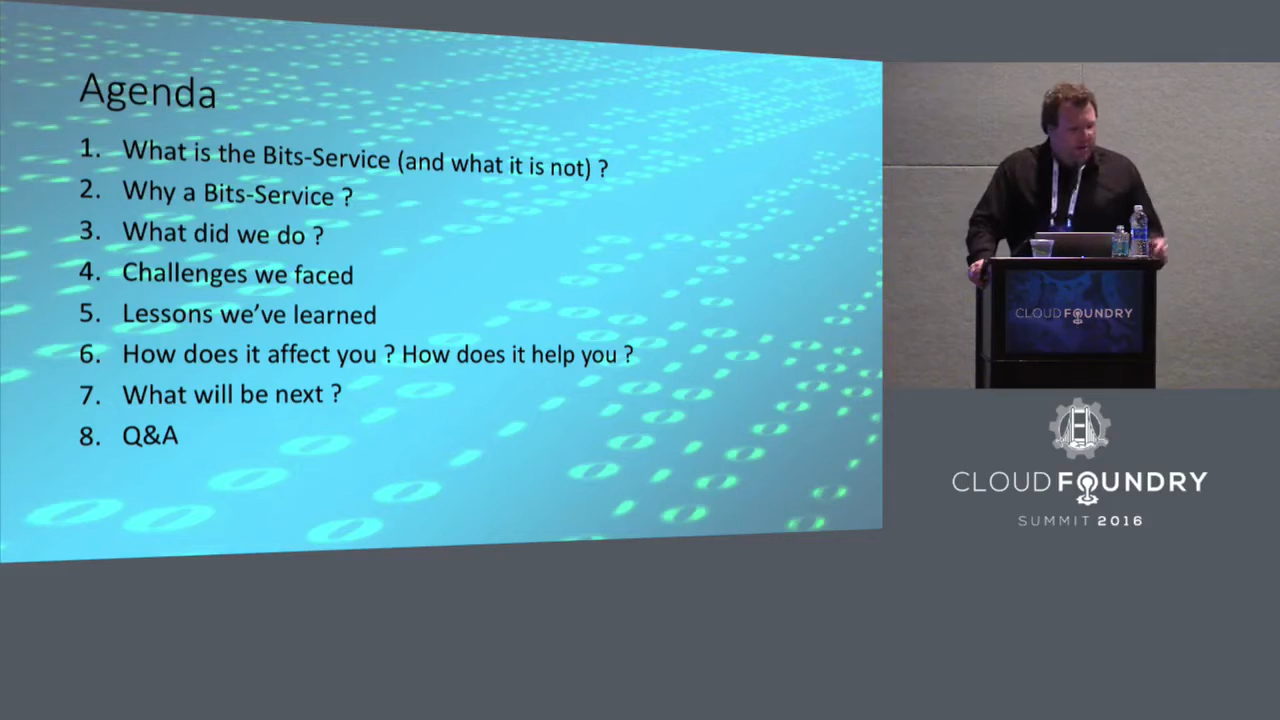 Agenda
1. What is the Bits-Service (and what it is not) ?
2. Why a Bits-Service ?
3. What did we do ?
4. Challenges we faced
5. Lessons we've learned
6. How does it affect you ? How does it help you ?
7. What will be next ?
8. Q&A
CLOUD FOUNDRY
CLOUD FOUNDRY
SUMMIT 2016